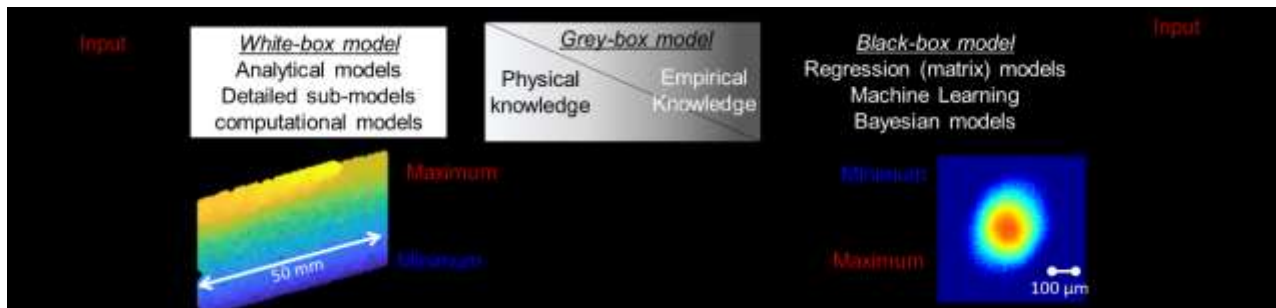 Input
White-box model
Analytical models
Detailed sub-models
computational models
Grey-box model
Physical
knowledge
Empirical
Knowledge
Black-box model
Regression (matrix) models
Machine Learning
Bayesian models
Input
Maximum
Minimum
50 mm
Minimum
Maximum
100 µm